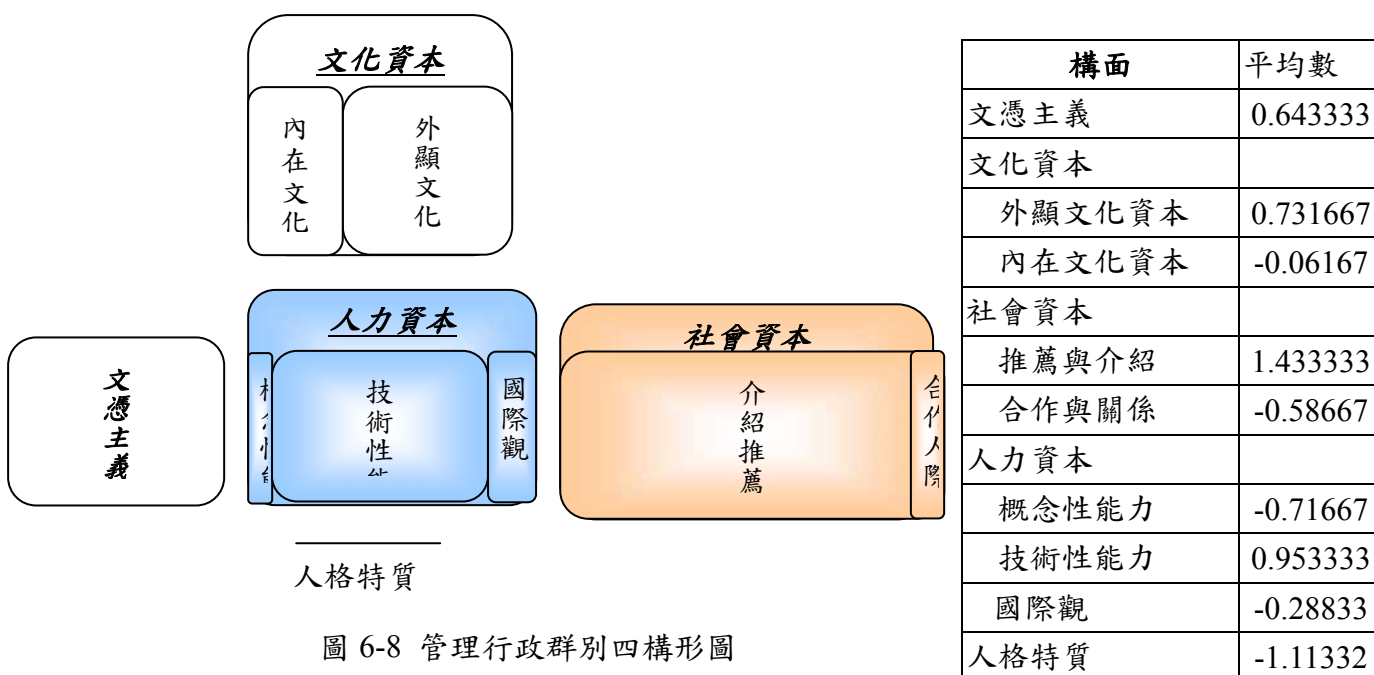 文化資本
內在文化
外顯文化
人力資本
技術性
國際觀
社會資本
介紹推薦
合作人際
文憑主義
人格特質
圖 6-8 管理行政群別四構形圖
構面 平均數
文憑主義 0.643333
文化資本
外顯文化資本 0.731667
內在文化資本 -0.06167
社會資本
推薦與介紹 1.433333
合作與關係 -0.58667
人力資本
概念性能力 -0.71667
技術性能力 0.953333
國際觀 -0.28833
人格特質 -1.11332